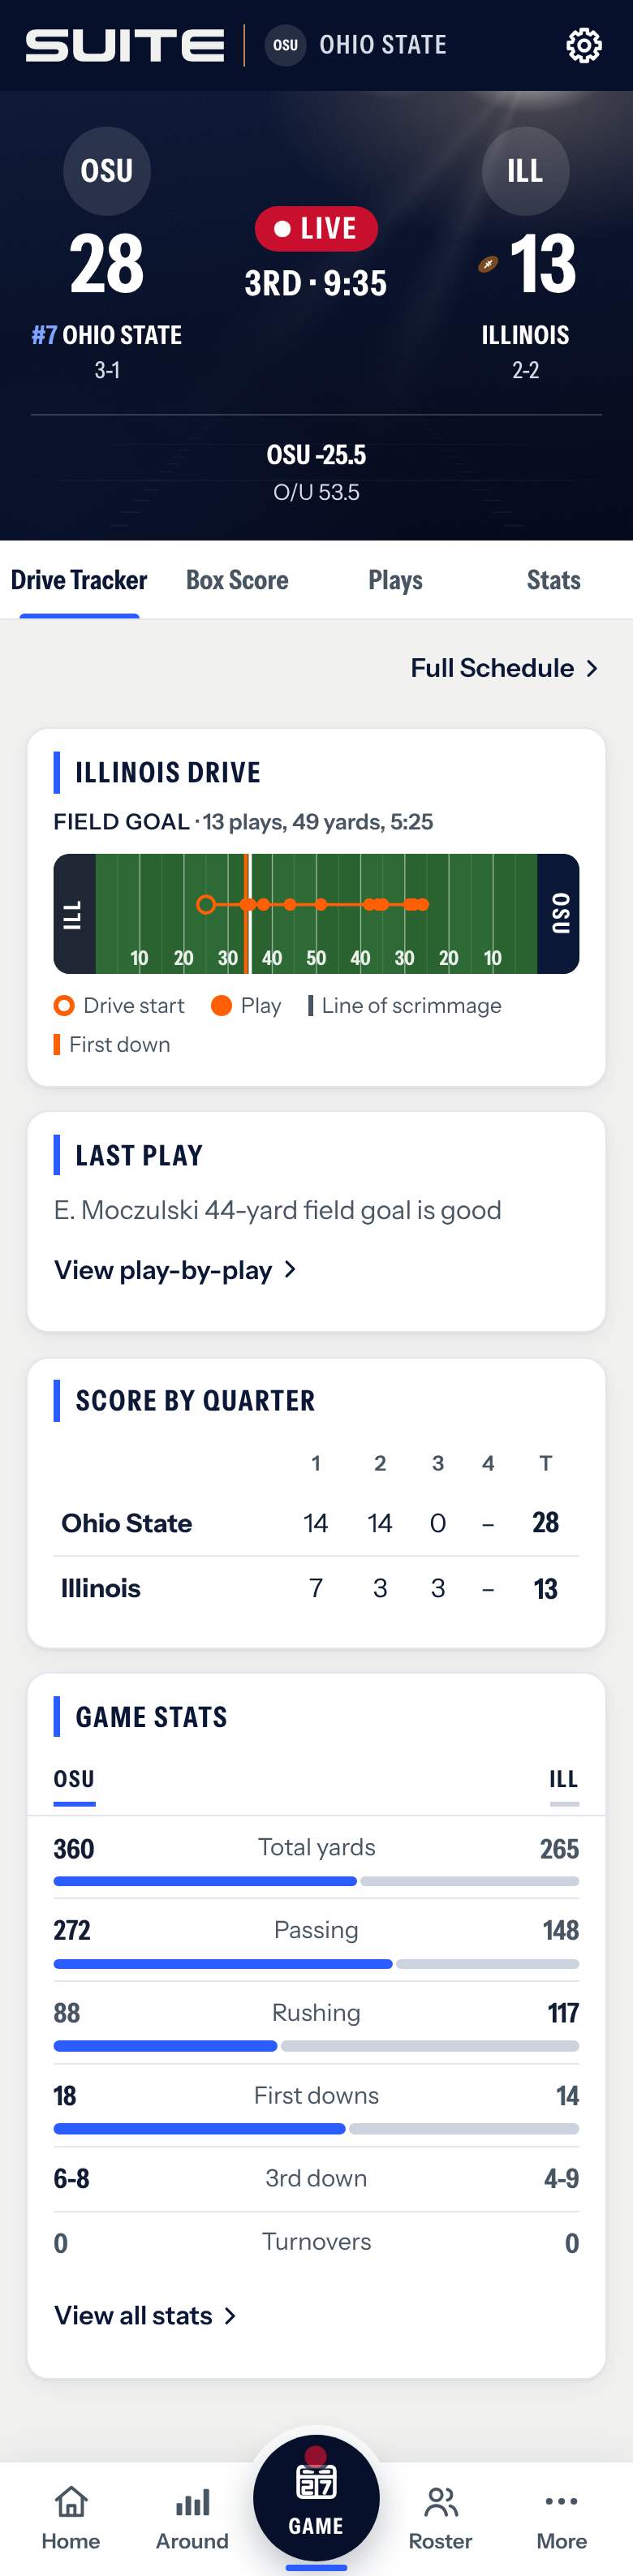 SUITE OSU OHIO STATE
OSU ILL
28 LIVE 13
3RD · 9:35
#7 OHIO STATE ILLINOIS
3-1 2-2
OSU -25.5
O/U 53.5
Drive Tracker Box Score Plays Stats
Full Schedule
ILLINOIS DRIVE
FIELD GOAL · 13 plays, 49 yards, 5:25
ILL OSU
10 20 30 40 50 40 30 20 10
Drive start Play Line of scrimmage
First down
LAST PLAY
E. Moczulski 44-yard field goal is good
View play-by-play
SCORE BY QUARTER
1 2 3 4 T
Ohio State 14 14 0 – 28
Illinois 7 3 3 – 13
GAME STATS
OSU ILL
360 Total yards 265
272 Passing 148
88 Rushing 117
18 First downs 14
6-8 3rd down 4-9
0 Turnovers 0
View all stats
27
Home Around GAME Roster More